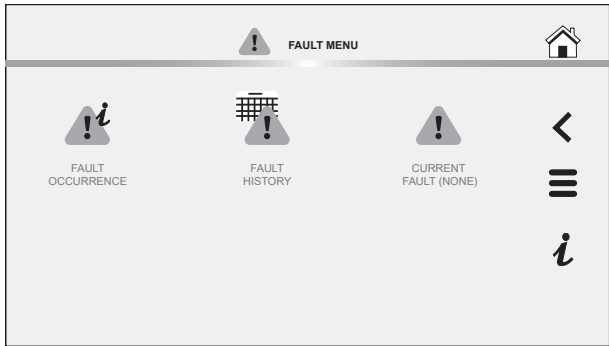 FAULT MENU
FAULT
OCCURRENCE
FAULT
HISTORY
CURRENT
FAULT (NONE)